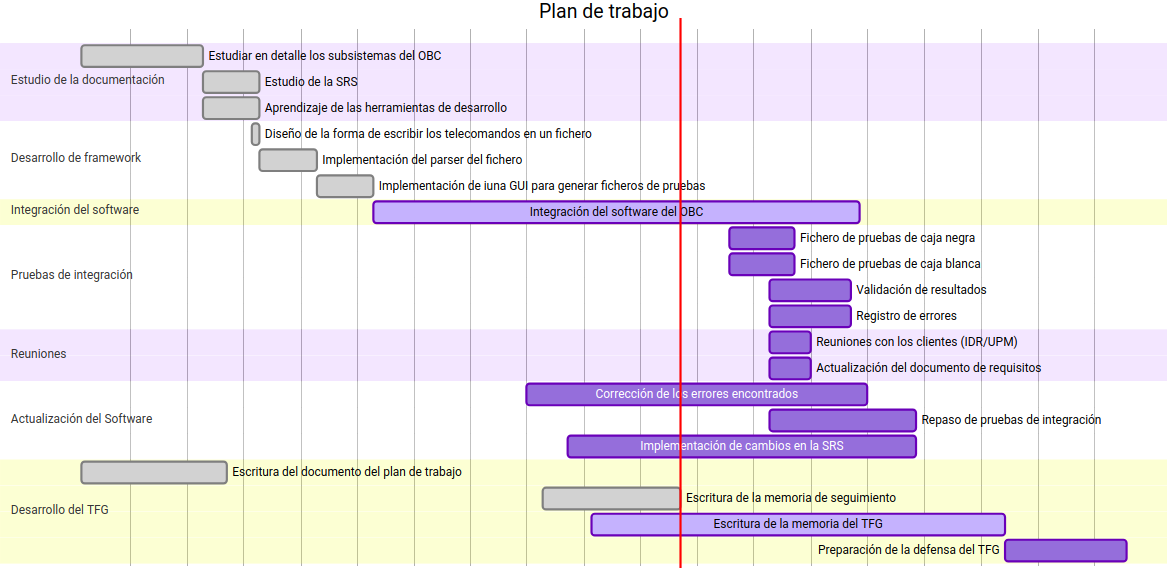 Plan de trabajo
Estudiar en detalle los subsistemas del OBC
Estudio de la documentación
Estudio de la SRS
Aprendizaje de las herramientas de desarrollo
Diseño de la forma de escribir los telecomandos en un fichero
Desarrollo de framework
Implementación del parser del fichero
Implementación de iuna GUI para generar ficheros de pruebas
Integración del software
Integración del software del OBC
Fichero de pruebas de caja negra
Fichero de pruebas de caja blanca
Pruebas de integración
Validación de resultados
Registro de errores
Reuniones con los clientes (IDR/UPM)
Reuniones
Actualización del documento de requisitos
Corrección de los errores encontrados
Actualización del Software
Repaso de pruebas de integración
Implementación de cambios en la SRS
Escritura del documento del plan de trabajo
Escritura de la memoria de seguimiento
Desarrollo del TFG
Escritura de la memoria del TFG
Preparación de la defensa del TFG